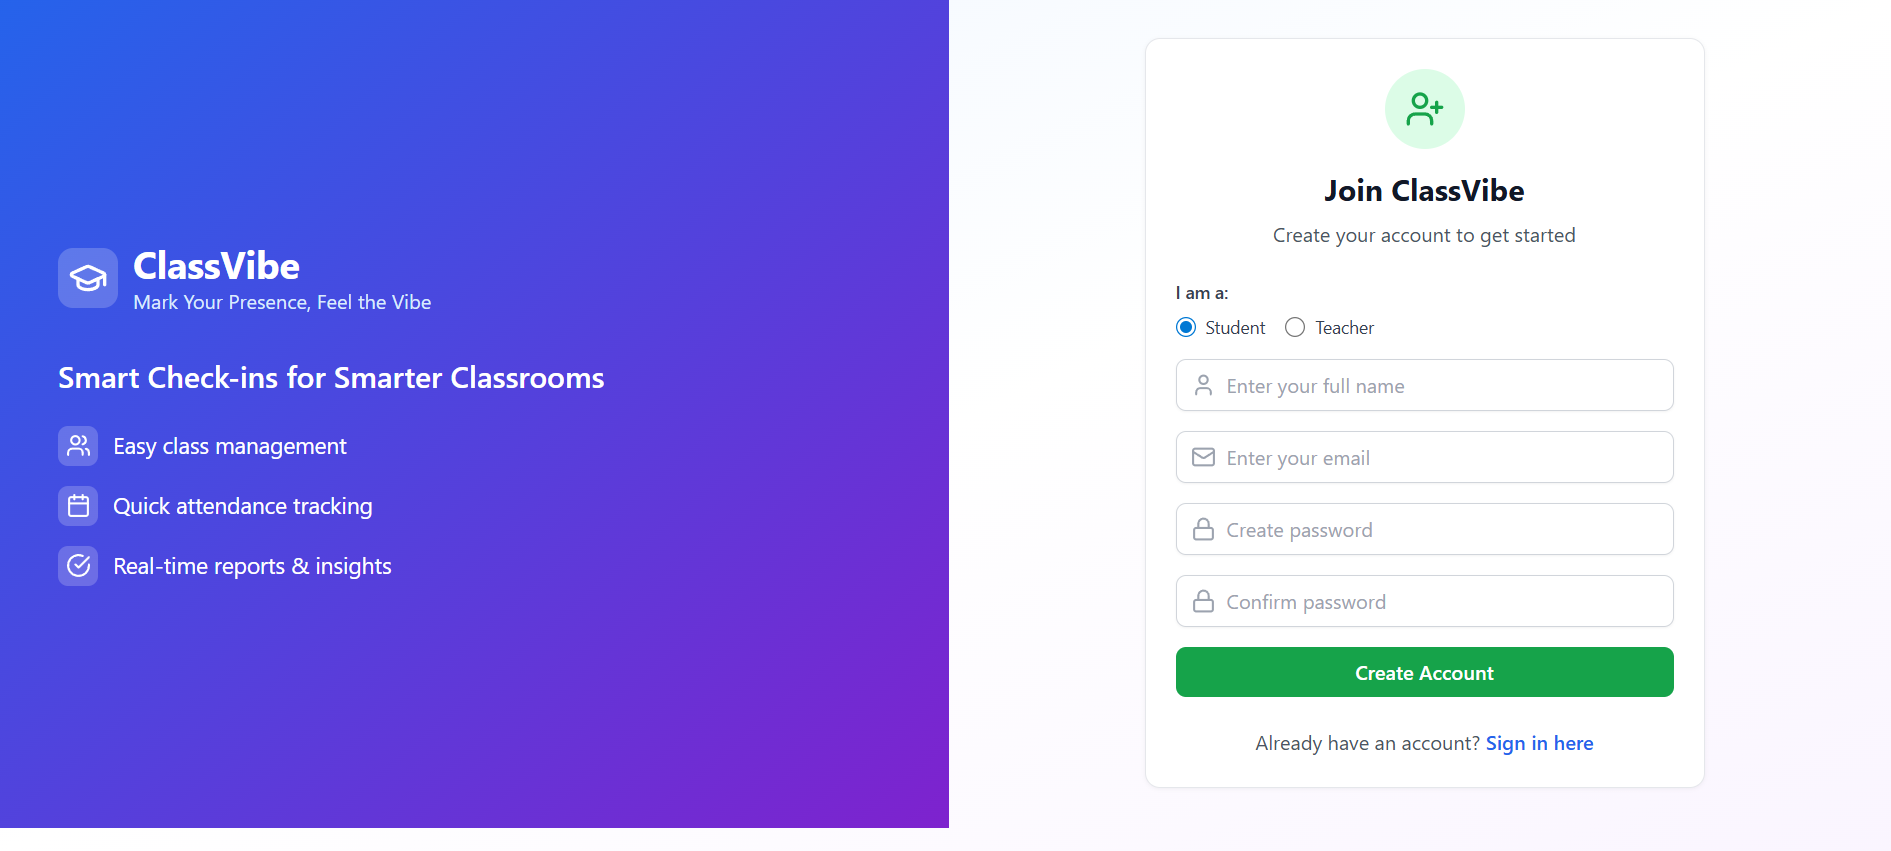 ClassVibe
Mark Your Presence, Feel the Vibe
Smart Check-ins for Smarter Classrooms
Easy class management
Quick attendance tracking
Real-time reports & insights
Join ClassVibe
Create your account to get started
I am a:
Student Teacher
Enter your full name
Enter your email
Create password
Confirm password
Create Account
Already have an account? Sign in here